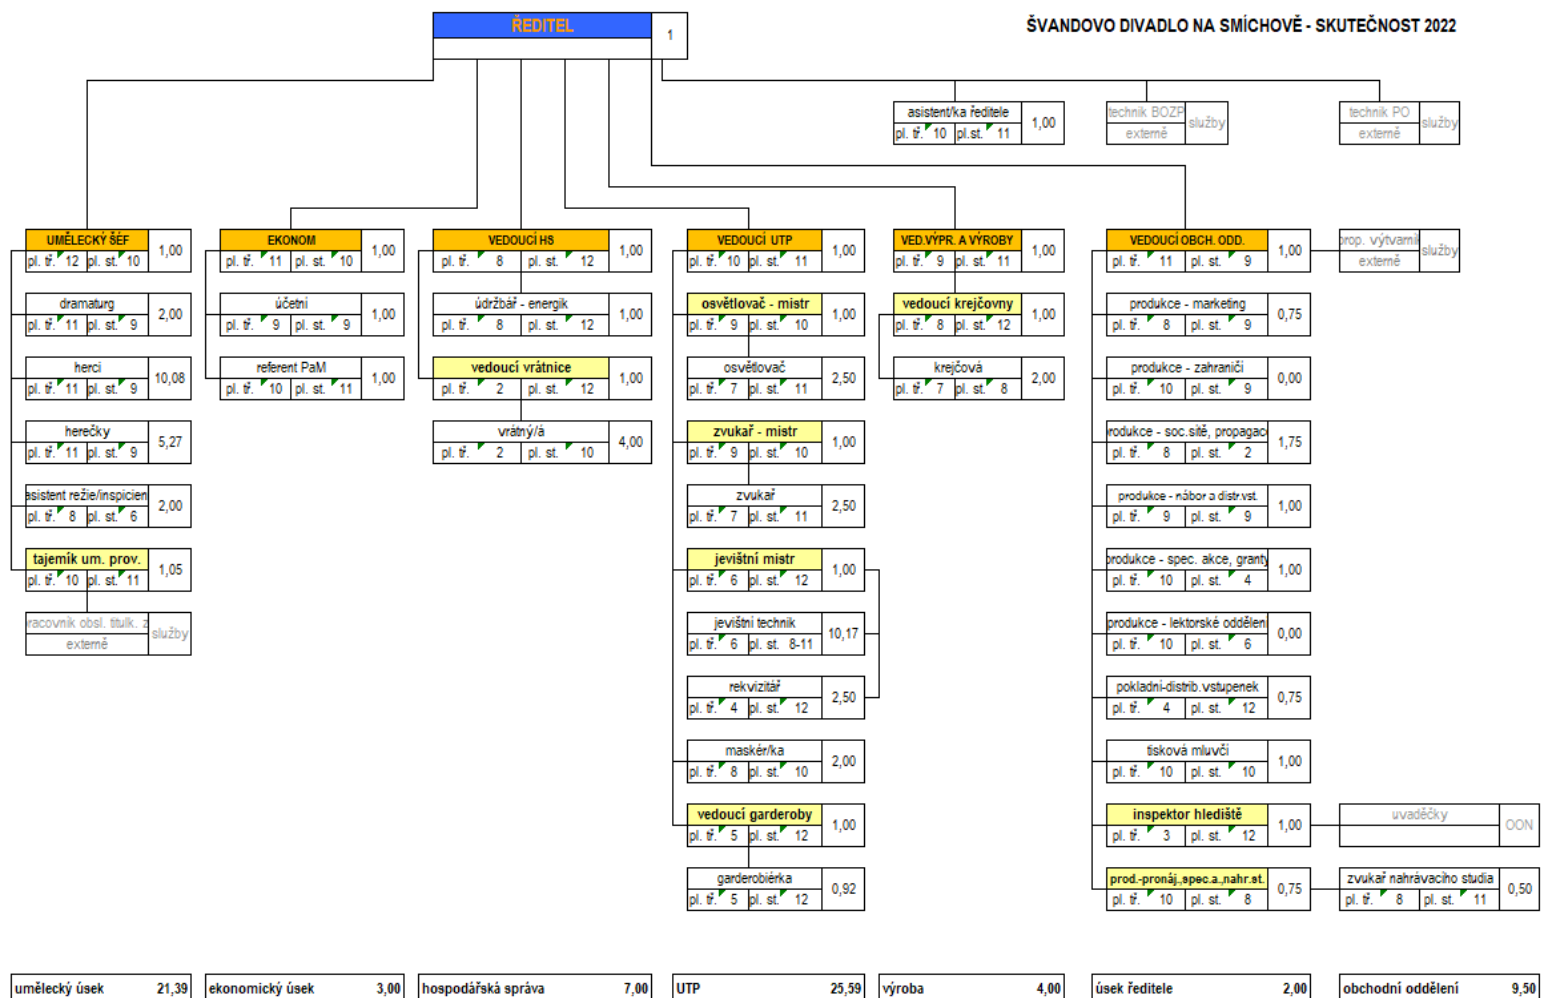 ŠVANDOVO DIVADLO NA SMÍCHOVĚ - SKUTEČNOST 2022
ŘEDITEL
1
asistent/ka ředitele
pl. tř. 10 pl.st. 11
1,00
technik BOZP
externě
služby
technik PO
externě
služby
UMĚLECKÝ ŠÉF
pl. tř. 12 pl. st. 10
1,00
dramaturg
pl. tř. 11 pl. st. 9
2,00
herci
pl. tř. 11 pl. st. 9
10,08
herečky
pl. tř. 11 pl. st. 9
5,27
asistent režie/inspicien
pl. tř. 8 pl. st. 6
2,00
tajemík um. prov.
pl. tř. 10 pl. st. 11
1,05
racovník obsl. titulk. z
externě
služby
EKONOM
pl. tř. 11 pl. st. 10
1,00
účetní
pl. tř. 9 pl. st. 9
1,00
referent PaM
pl. tř. 10 pl. st. 11
1,00
VEDOUCÍ HS
pl. tř. 8 pl. st. 12
1,00
údržbář - energik
pl. tř. 8 pl. st. 12
1,00
vedoucí vrátnice
pl. tř. 2 pl. st. 12
1,00
vrátný/á
pl. tř. 2 pl. st. 10
4,00
VEDOUCÍ UTP
pl. tř. 10 pl. st. 11
1,00
osvětlovač - mistr
pl. tř. 9 pl. st. 10
1,00
osvětlovač
pl. tř. 7 pl. st. 11
2,50
zvukař - mistr
pl. tř. 9 pl. st. 10
1,00
zvukař
pl. tř. 7 pl. st. 11
2,50
jevištní mistr
pl. tř. 6 pl. st. 12
1,00
jevištní technik
pl. tř. 6 pl. st. 8-11
10,17
rekvizitář
pl. tř. 4 pl. st. 12
2,50
maskér/ka
pl. tř. 8 pl. st. 10
2,00
vedoucí garderoby
pl. tř. 5 pl. st. 12
1,00
garderobiérka
pl. tř. 5 pl. st. 12
0,92
VED.VÝPR. A VÝROBY
pl. tř. 9 pl. st. 11
1,00
vedoucí krejčovny
pl. tř. 8 pl. st. 12
1,00
krejčová
pl. tř. 7 pl. st. 8
2,00
VEDOUCÍ OBCH. ODD.
pl. tř. 11 pl. st. 9
1,00
prop. výtvarní
externě
služby
produkce - marketing
pl. tř. 8 pl. st. 9
0,75
produkce - zahraničí
pl. tř. 10 pl. st. 9
0,00
rodukce - soc.sítě, propagac
pl. tř. 8 pl. st. 2
1,75
produkce - nábor a distr.vst.
pl. tř. 9 pl. st. 9
1,00
produkce - spec. akce, granty
pl. tř. 10 pl. st. 4
1,00
produkce - lektorské oddělení
pl. tř. 10 pl. st. 6
0,00
pokladní-distrib.vstupenek
pl. tř. 4 pl. st. 12
0,75
tisková mluvčí
pl. tř. 10 pl. st. 10
1,00
inspektor hlediště
pl. tř. 3 pl. st. 12
1,00
uvaděčky
OON
prod.-pronáj.,spec.a.,nahr.st.
pl. tř. 10 pl. st. 8
0,75
zvukař nahrávacího studia
pl. tř. 8 pl. st. 11
0,50
umělecký úsek 21,39
ekonomický úsek 3,00
hospodářská správa 7,00
UTP 25,59
výroba 4,00
úsek ředitele 2,00
obchodní oddělení 9,50